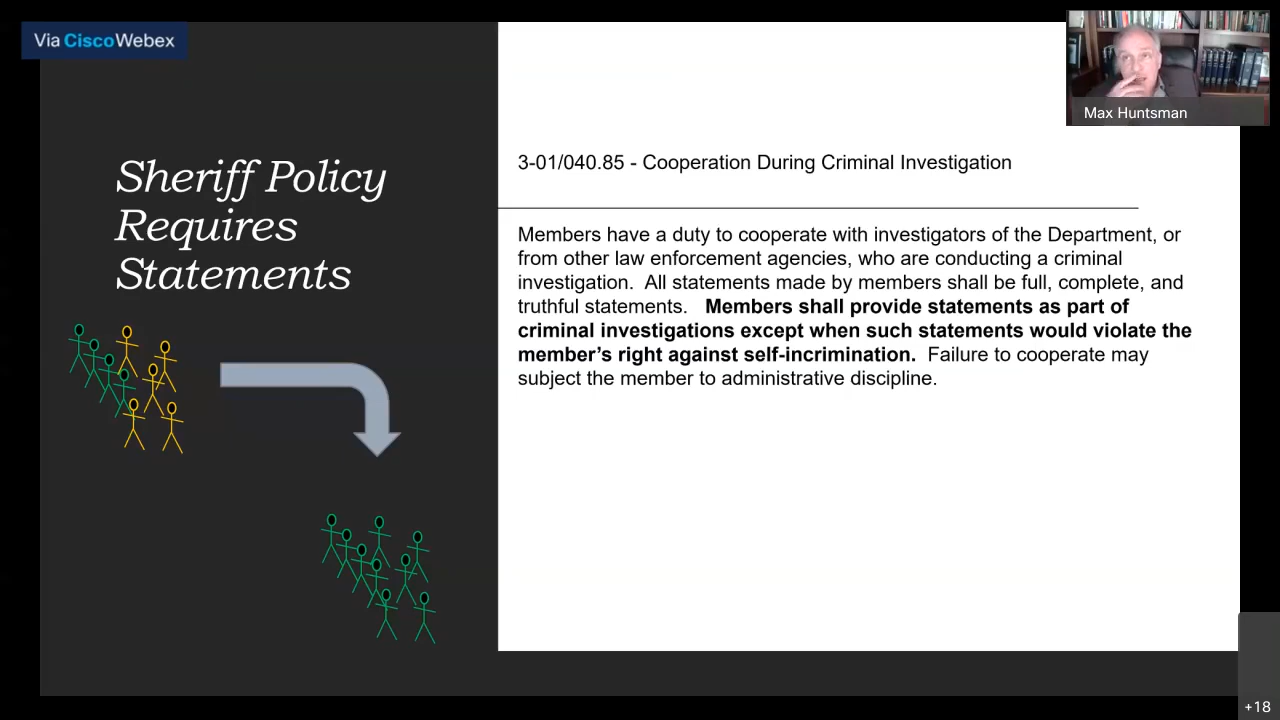 Via CiscoWebex
Max Huntsman
Sheriff Policy
Requires
Statements
3-01/040.85 - Cooperation During Criminal Investigation
Members have a duty to cooperate with investigators of the Department, or
from other law enforcement agencies, who are conducting a criminal
investigation.  All statements made by members shall be full, complete, and
truthful statements.   Members shall provide statements as part of
criminal investigations except when such statements would violate the
member’s right against self-incrimination.  Failure to cooperate may
subject the member to administrative discipline.
+18